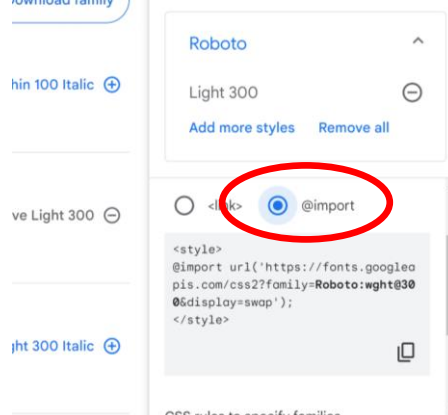 Download family
Roboto
hin 100 Italic
Light 300
Add more styles Remove all
ve Light 300
<link> @import
<style>
@import url('https://fonts.googlea
pis.com/css2?family=Roboto:wght@30
0&display=swap');
</style>
ght 300 Italic
CSS rules to specify families